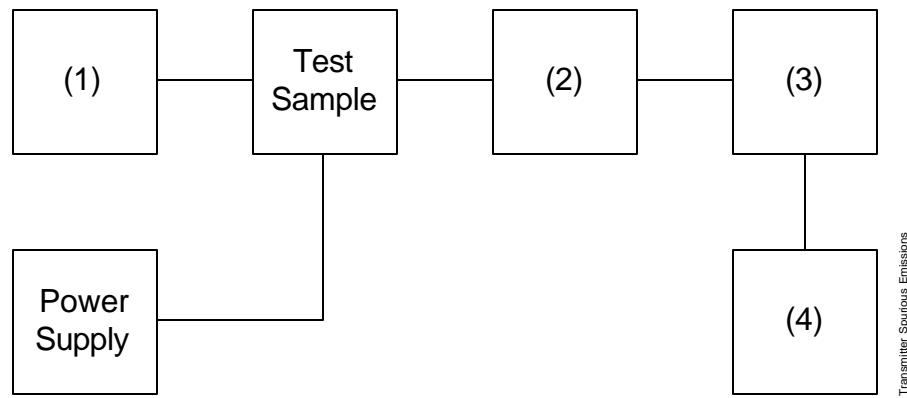 (1)
Test
Sample
(2)
(3)
Power
Supply
(4)
Transmitter Spurious Emissions